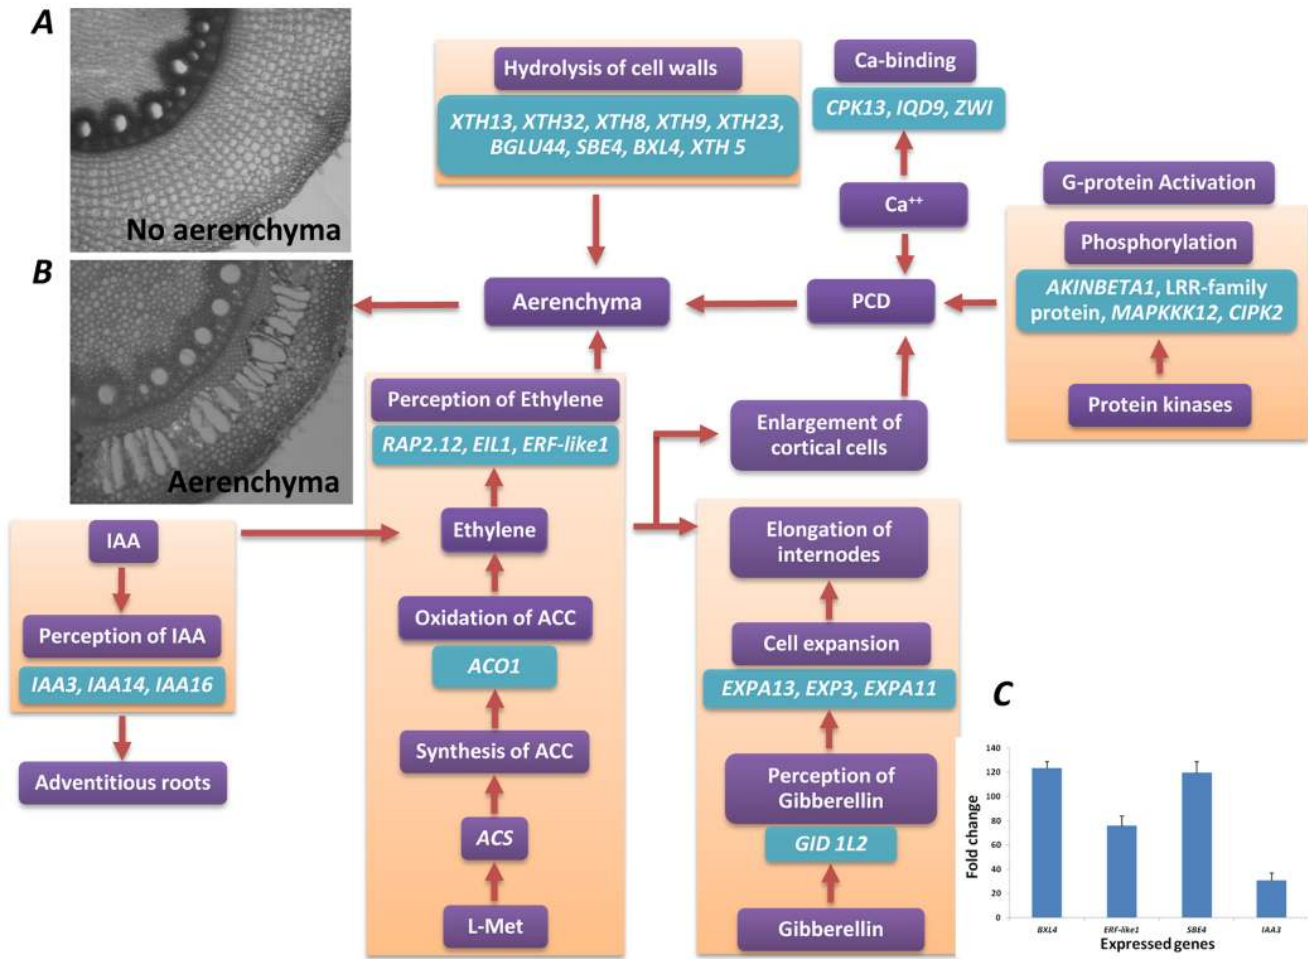 A
No aerenchyma
B
Aerenchyma
Hydrolysis of cell walls
XTH13, XTH32, XTH8, XTH9, XTH23,
BGLU44, SBE4, BXL4, XTH 5
Ca-binding
CPK13, IQD9, ZWI
Ca⁺⁺
G-protein Activation
Phosphorylation
AKINBETA1, LRR-family
protein, MAPKKK12, CIPK2
Protein kinases
Aerenchyma
PCD
Perception of Ethylene
RAP2.12, EIL1, ERF-like1
Enlargement of
cortical cells
IAA
Perception of IAA
IAA3, IAA14, IAA16
Adventitious roots
Ethylene
Oxidation of ACC
ACO1
Synthesis of ACC
ACS
L-Met
Elongation of
internodes
Cell expansion
EXPA13, EXP3, EXPA11
Perception of
Gibberellin
GID 1L2
Gibberellin
C
Fold change
140
120
100
80
60
40
20
0
BXL4 ERF-like1 SBE4 IAA3
Expressed genes